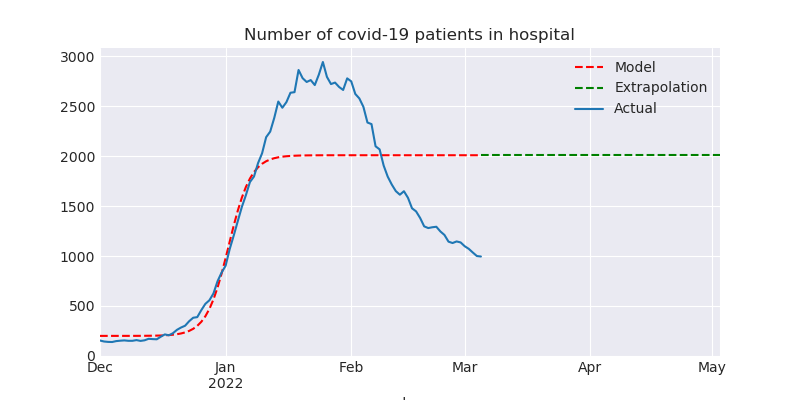 Number of covid-19 patients in hospital
3000
2500
2000
1500
1000
500
0
Model
Extrapolation
Actual
Dec
Jan
2022
Feb
Mar
Apr
May